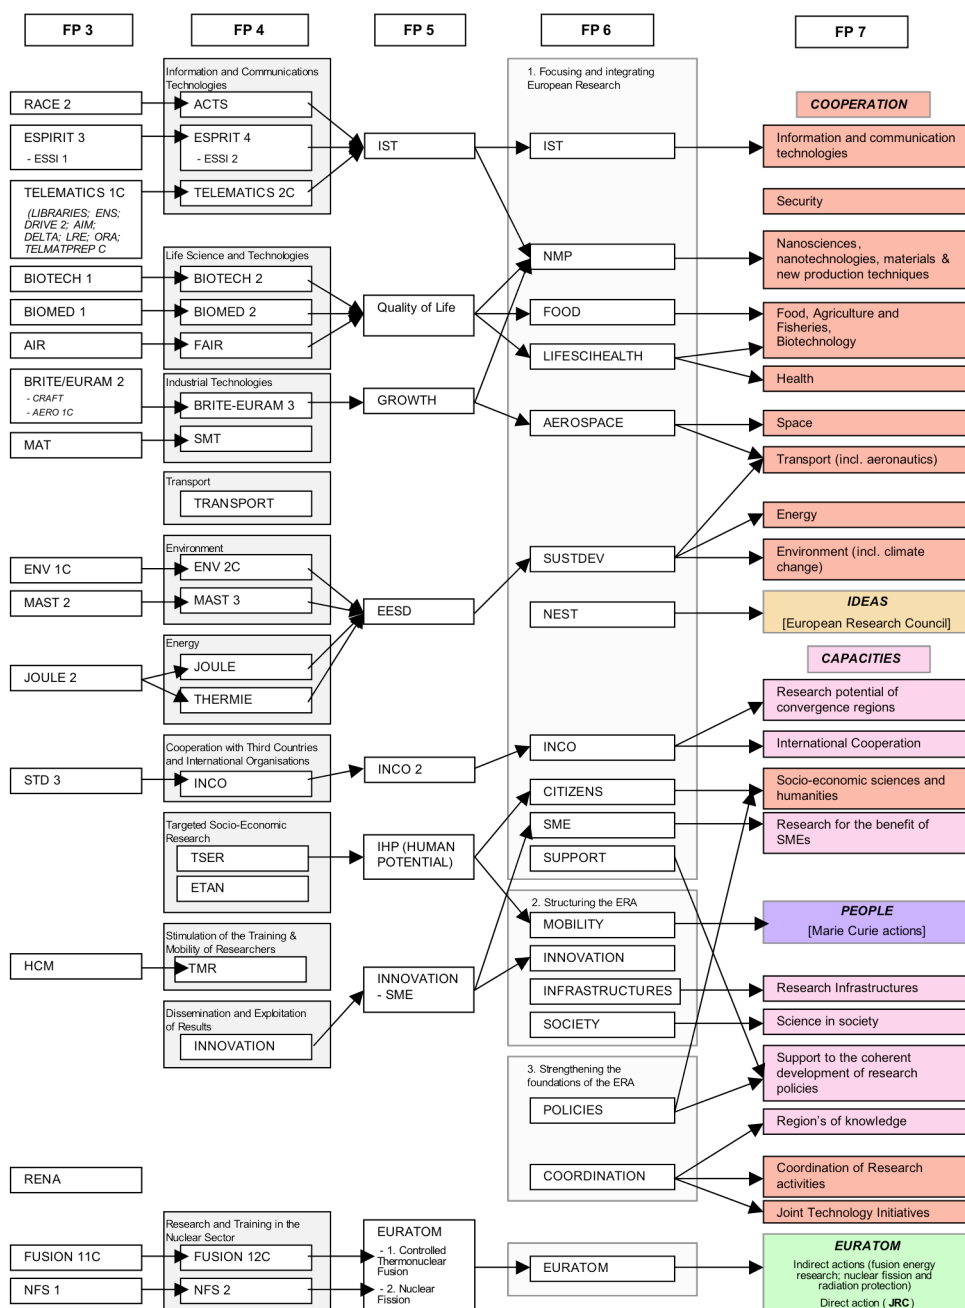 FP 3
FP 4
FP 5
FP 6
FP 7
RACE 2
ESPIRIT 3
- ESSI 1
TELEMATICS 1C
(LIBRARIES; ENS;
DRIVE 2; AIM;
DELTA; LRE; ORA;
TELMATPREP C
BIOTECH 1
BIOMED 1
AIR
BRITE/EURAM 2
- CRAFT
- AERO 1C
MAT
ENV 1C
MAST 2
JOULE 2
STD 3
HCM
RENA
FUSION 11C
NFS 1
Information and Communications
Technologies
ACTS
ESPRIT 4
- ESSI 2
TELEMATICS 2C
Life Science and Technologies
BIOTECH 2
BIOMED 2
FAIR
Industrial Technologies
BRITE-EURAM 3
SMT
Transport
TRANSPORT
Environment
ENV 2C
MAST 3
Energy
JOULE
THERMIE
Cooperation with Third Countries
and International Organisations
INCO
Targeted Socio-Economic
Research
TSER
ETAN
Stimulation of the Training &
Mobility of Researchers
TMR
Dissemination and Exploitation
of Results
INNOVATION
Research and Training in the
Nuclear Sector
FUSION 12C
NFS 2
IST
Quality of Life
GROWTH
EESD
INCO 2
IHP (HUMAN
POTENTIAL)
INNOVATION
- SME
EURATOM
- 1. Controlled
Thermonuclear
Fusion
- 2. Nuclear
Fission
1. Focusing and integrating
European Research
IST
NMP
FOOD
LIFESCIHEALTH
AEROSPACE
SUSTDEV
NEST
INCO
CITIZENS
SME
SUPPORT
2. Structuring the ERA
MOBILITY
INNOVATION
INFRASTRUCTURES
SOCIETY
3. Strengthening the
foundations of the ERA
POLICIES
COORDINATION
EURATOM
COOPERATION
Information and communication
technologies
Security
Nanosciences,
nanotechnologies, materials &
new production techniques
Food, Agriculture and
Fisheries,
Biotechnology
Health
Space
Transport (incl. aeronautics)
Energy
Environment (incl. climate
change)
IDEAS
[European Research Council]
CAPACITIES
Research potential of
convergence regions
International Cooperation
Socio-economic sciences and
humanities
Research for the benefit of
SMEs
PEOPLE
[Marie Curie actions]
Research Infrastructures
Science in society
Support to the coherent
development of research
policies
Region's of knowledge
Coordination of Research
activities
Joint Technology Initiatives
EURATOM
Indirect actions (fusion energy
research; nuclear fission and
radiation protection)
Direct action ( JRC )